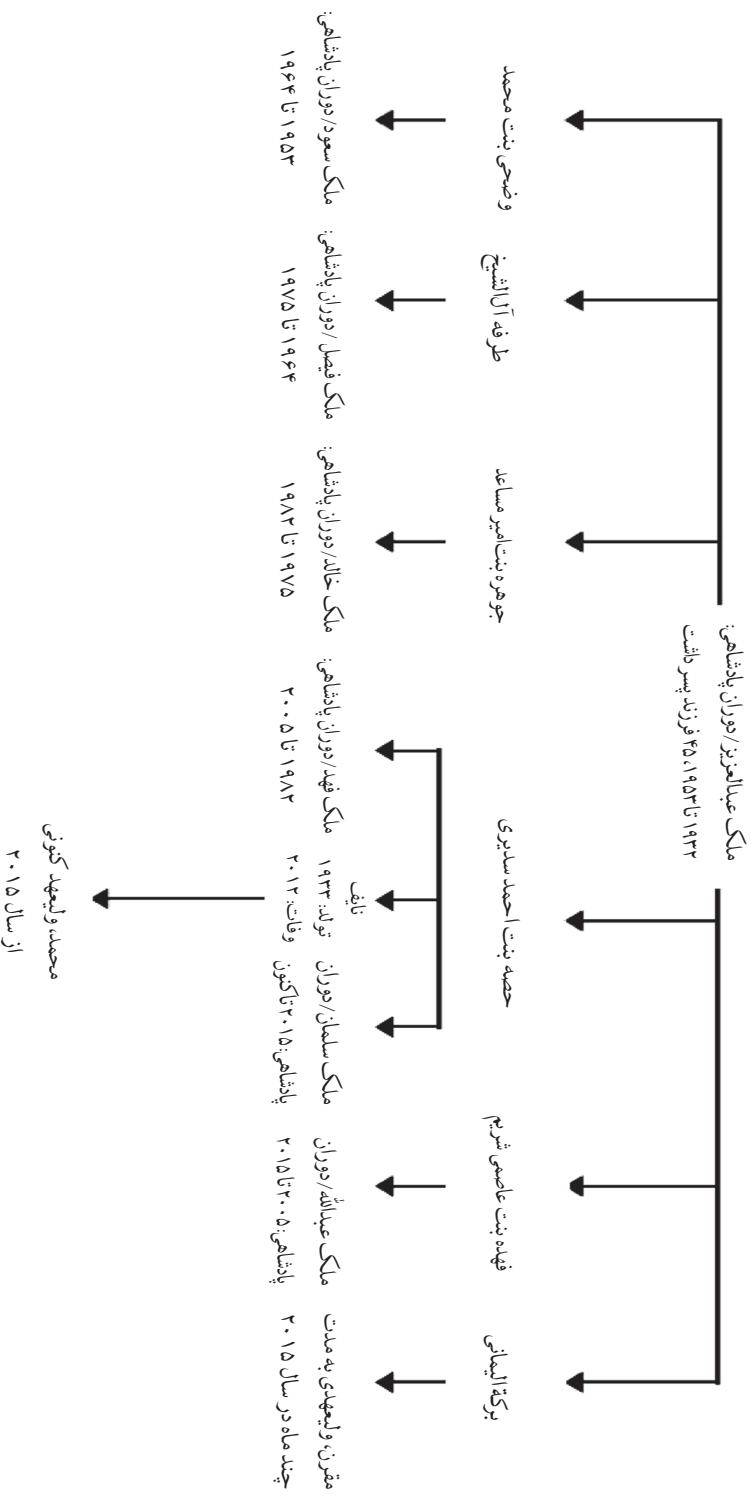 ملک عبدالعزیز/دوران پادشاهی:
۱۹۳۲ تا ۱۹۵۳، ۴۵ فرزند پسر داشت
وضحی بنت محمد
طرفه آل‌الشیخ
جوهره بنت‌امیر مساعد
حصه بنت احمد سدیری
فهده بنت عاصمی شریم
برکة الیمانی
ملک سعود/دوران پادشاهی:
۱۹۵۳ تا ۱۹۶۴
ملک فیصل/دوران پادشاهی:
۱۹۶۴ تا ۱۹۷۵
ملک خالد/دوران پادشاهی:
۱۹۷۵ تا ۱۹۸۲
ملک فهد/دوران پادشاهی:
۱۹۸۲ تا ۲۰۰۵
نایف
تولد: ۱۹۳۳
وفات: ۲۰۱۲
ملک سلمان/دوران
پادشاهی: ۲۰۱۵ تاکنون
ملک عبدالله/دوران
پادشاهی: ۲۰۰۵ تا ۲۰۱۵
مقرن، ولیعهدی به مدت
چند ماه در سال ۲۰۱۵
محمد، ولیعهد کنونی
از سال ۲۰۱۵